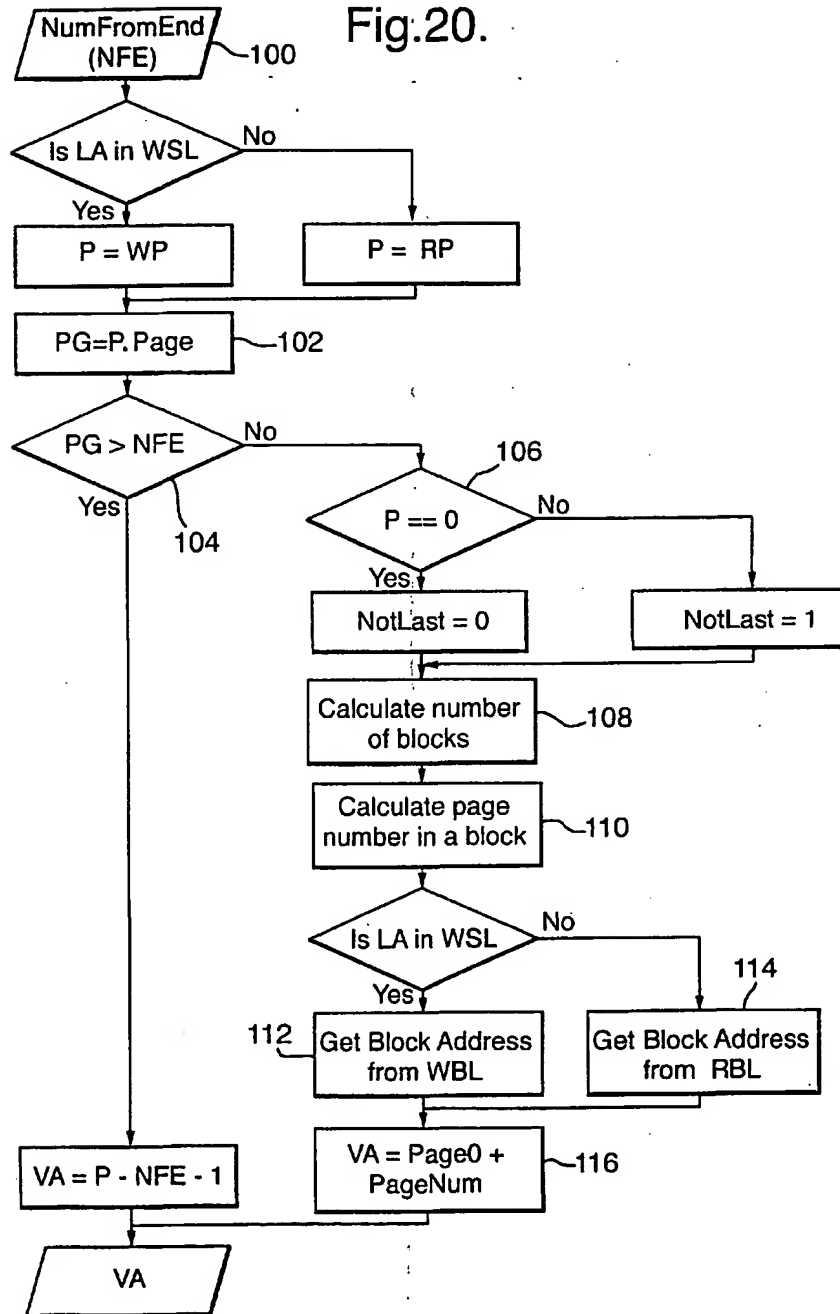 Fig.20.
NumFromEnd
(NFE)
100
Is LA in WSL
No
Yes
P = WP
P = RP
PG=P.Page
102
PG > NFE
No
Yes
104
106
P == 0
No
Yes
NotLast = 0
NotLast = 1
Calculate number
of blocks
108
Calculate page
number in a block
110
Is LA in WSL
No
Yes
114
112
Get Block Address
from WBL
Get Block Address
from RBL
VA = P - NFE - 1
VA = Page0 +
PageNum
116
VA